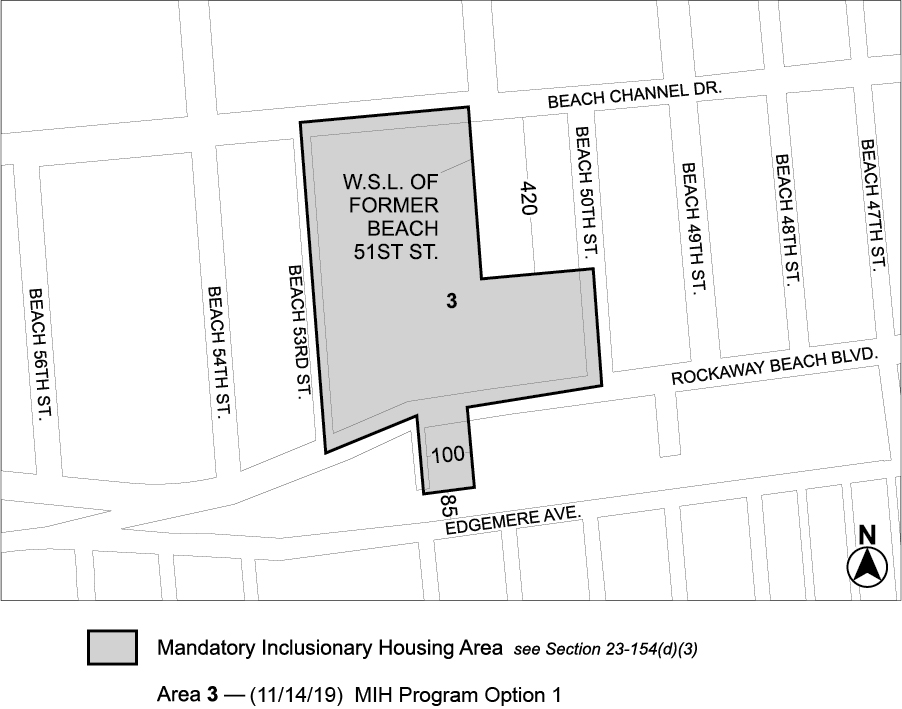 BEACH CHANNEL DR.
W.S.L. OF
FORMER
BEACH
51ST ST.
420
BEACH 50TH ST.
BEACH 49TH ST.
BEACH 48TH ST.
BEACH 47TH ST.
BEACH 56TH ST.
BEACH 54TH ST.
BEACH 53RD ST.
3
ROCKAWAY BEACH BLVD.
100
85
EDGEMERE AVE.
N
Mandatory Inclusionary Housing Area see Section 23-154(d)(3)
Area 3 — (11/14/19) MIH Program Option 1